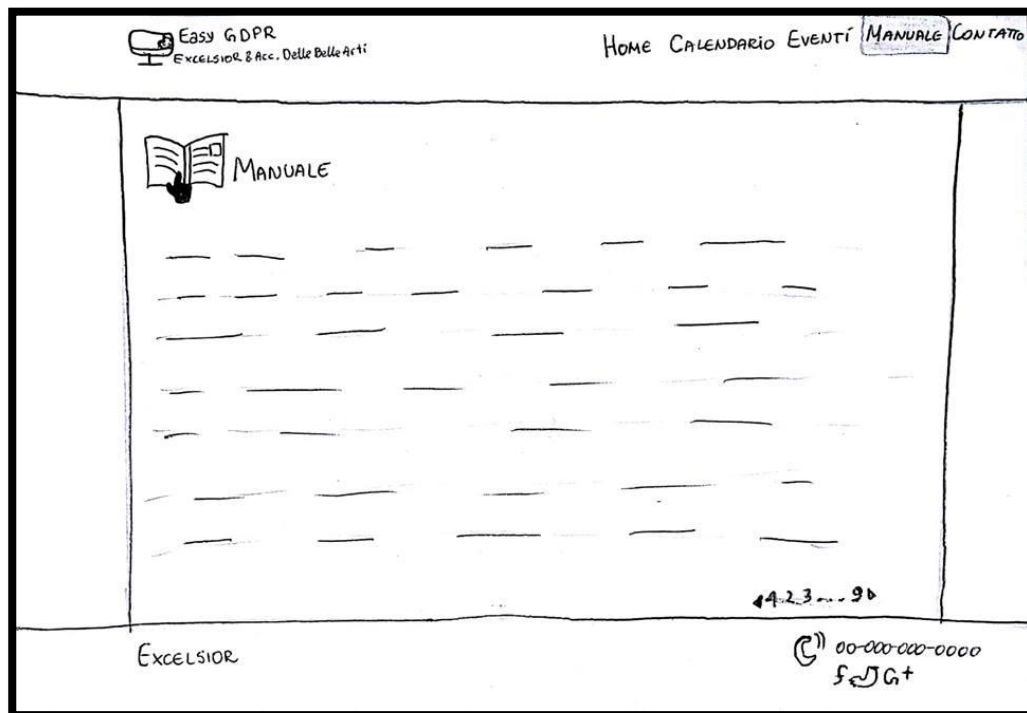 Easy GDPR
EXCELSIOR & Acc. Delle Belle Arti
HOME CALENDARIO EVENTÍ MANUALE CONTATTO
MANUALE
1 2 3 ... 9
EXCELSIOR
00-000-000-0000
f G+